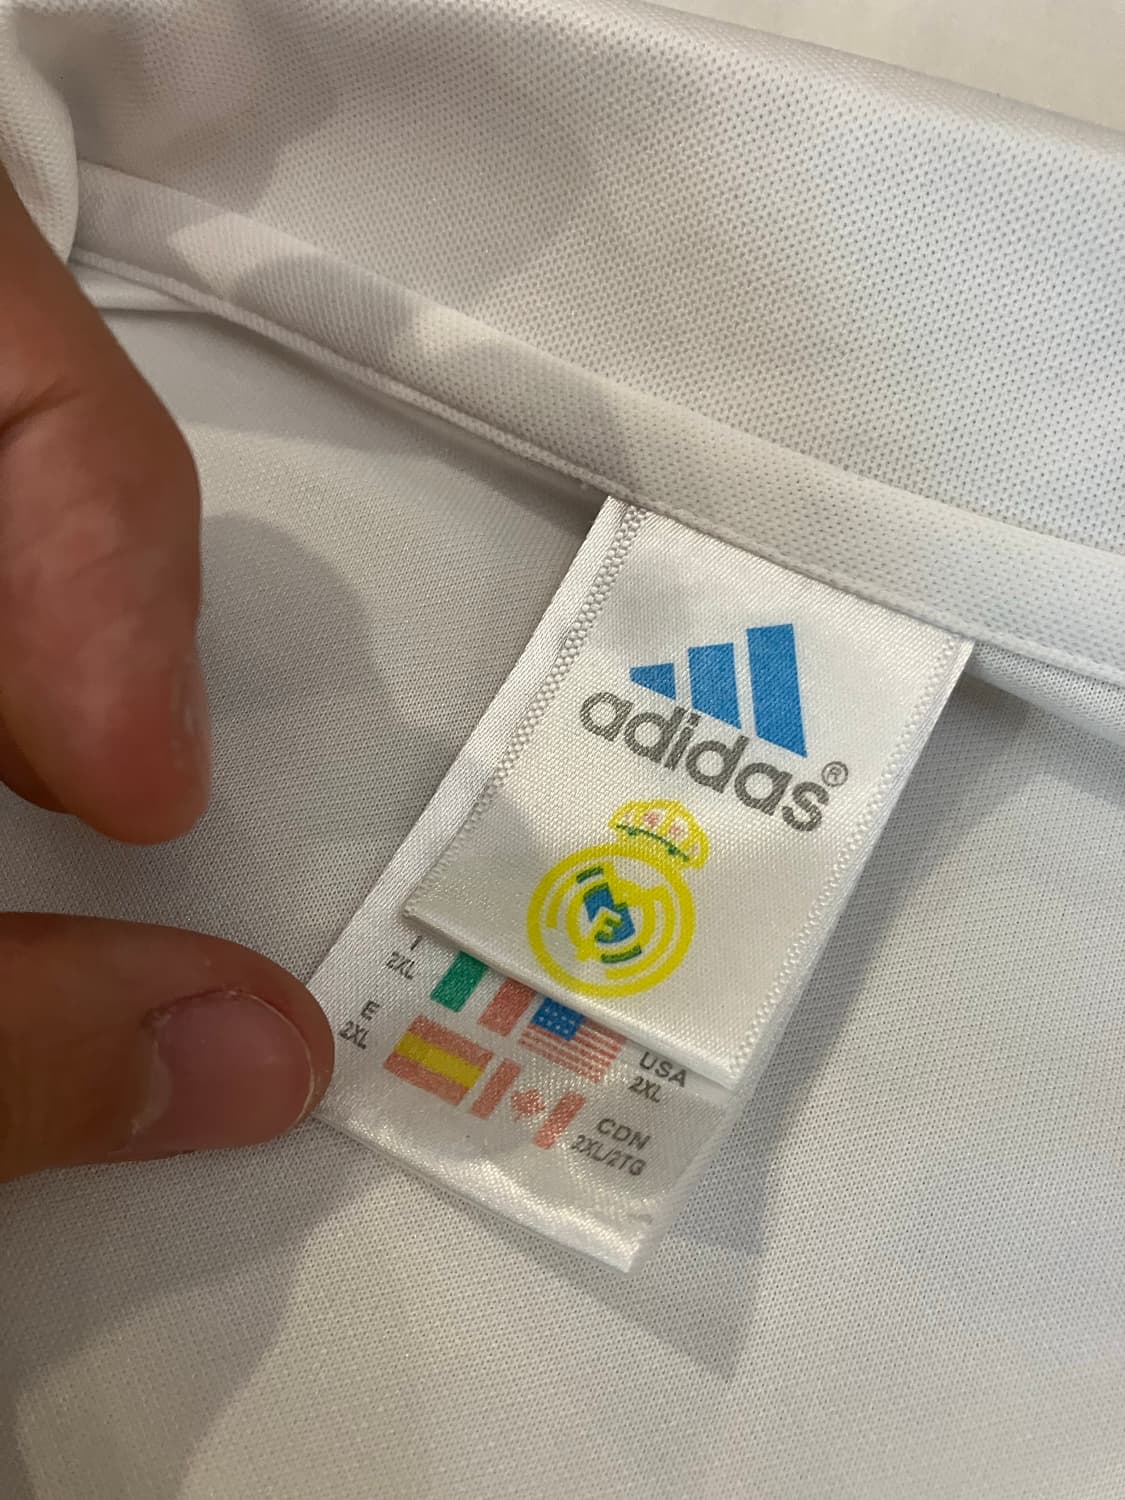 adidas®
I
2XL
USA
2XL
E
2XL
CDN
2XL/2TG